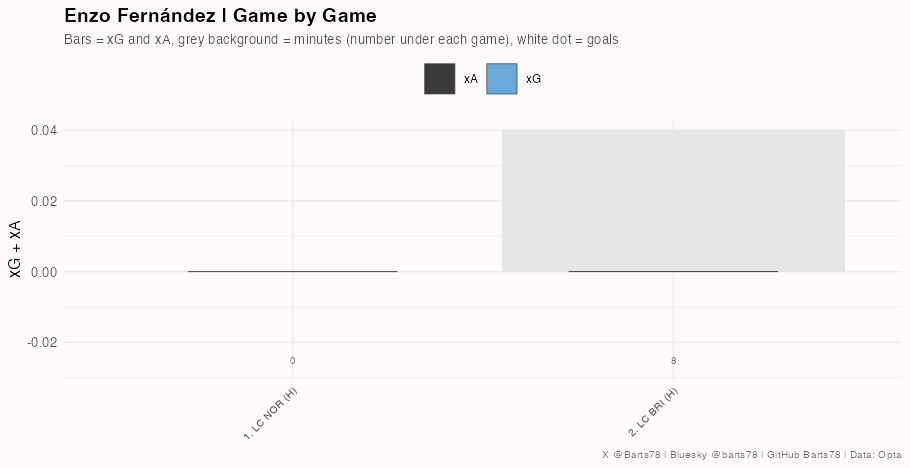 Enzo Fernández | Game by Game
Bars = xG and xA, grey background = minutes (number under each game), white dot = goals
xA xG
0.04
0.02
0.00
-0.02
xG + xA
0 8
1. LC NOR (H) 2. LC BRI (H)
X @Barts78 | Bluesky @barts78 | GitHub Barts78 | Data: Opta